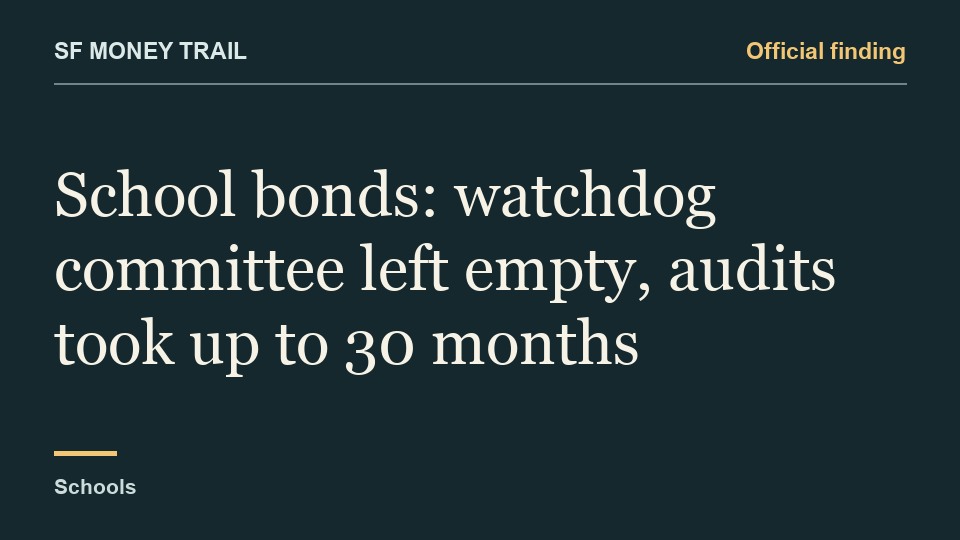 SF MONEY TRAIL
Official finding
School bonds: watchdog
committee left empty, audits
took up to 30 months
Schools